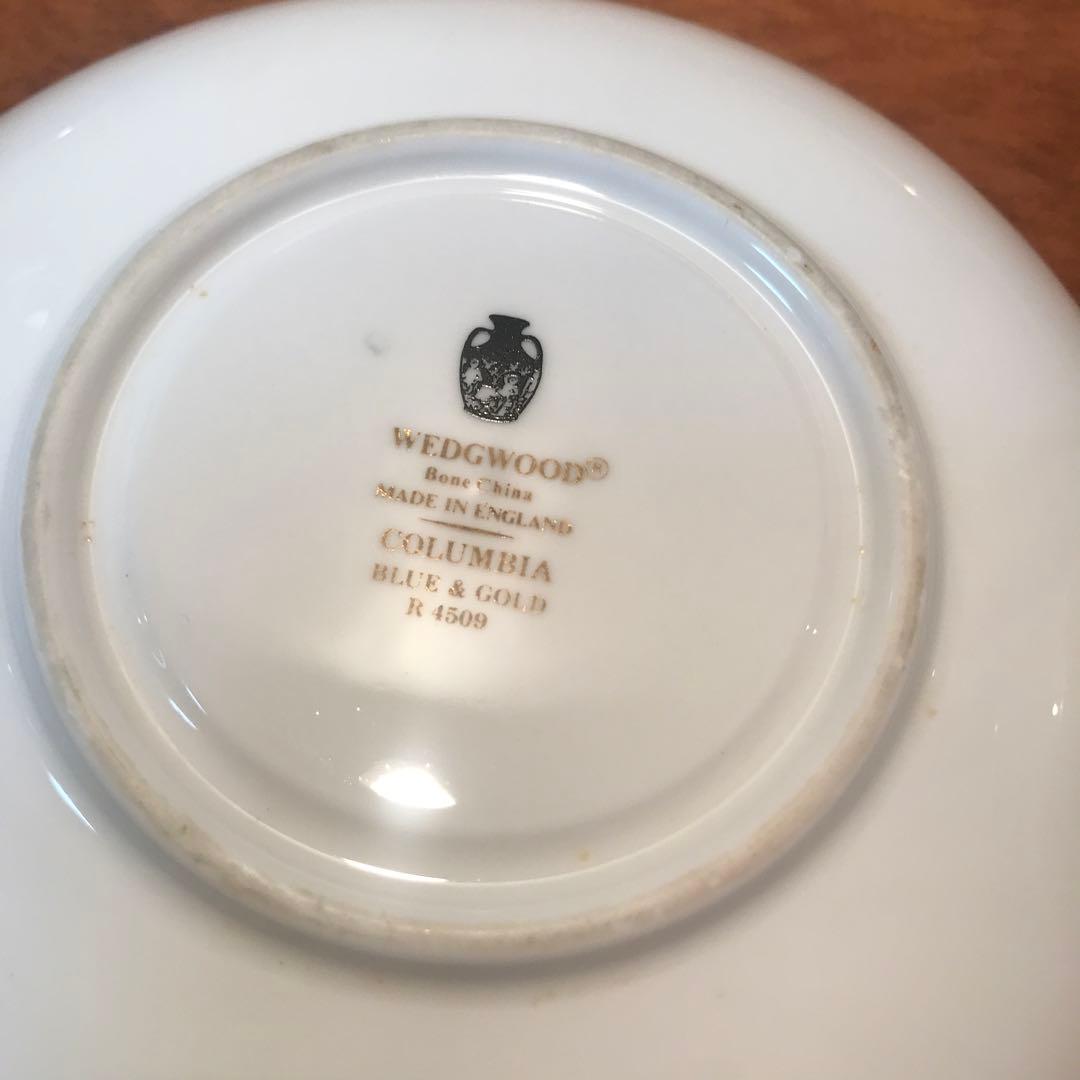 WEDGWOOD®
Bone China
MADE IN ENGLAND
COLUMBIA
BLUE & GOLD
R 4509